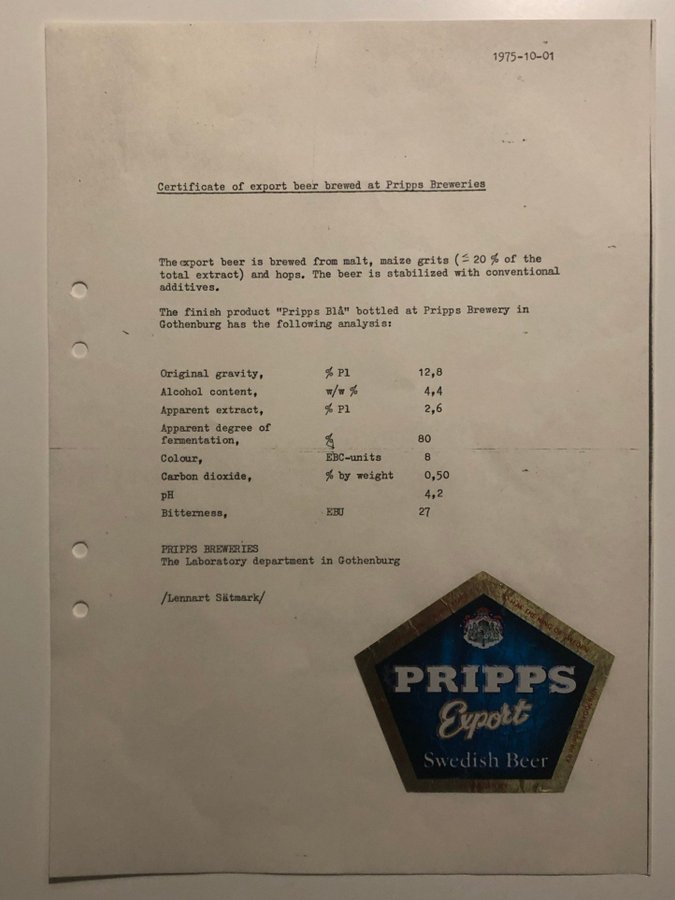 1975-10-01
Certificate of export beer brewed at Pripps Breweries
The export beer is brewed from malt, maize grits (≤ 20 % of the
total extract) and hops. The beer is stabilized with conventional
additives.
The finish product "Pripps Blå" bottled at Pripps Brewery in
Gothenburg has the following analysis:
Original gravity, % Pl 12,8
Alcohol content, w/w % 4,4
Apparent extract, % Pl 2,6
Apparent degree of
fermentation, % 80
Colour, EBC-units 8
Carbon dioxide, % by weight 0,50
pH 4,2
Bitterness, EBU 27
PRIPPS BREWERIES
The Laboratory department in Gothenburg
/Lennart Sätmark/
THE KING OF SWEDEN
PRIPPS
Export
Swedish Beer